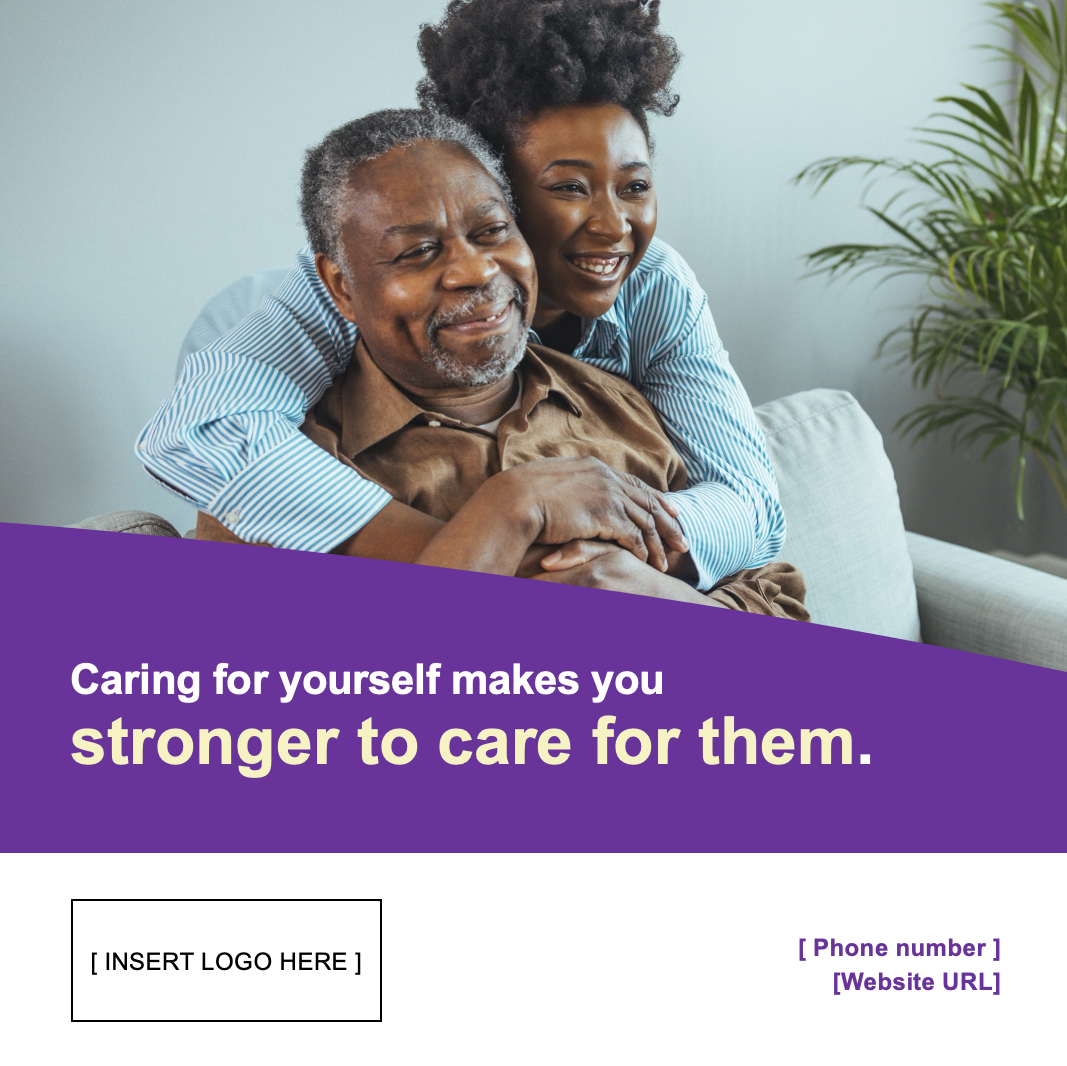 Caring for yourself makes you
stronger to care for them.
[ INSERT LOGO HERE ]
[ Phone number ]
[Website URL]